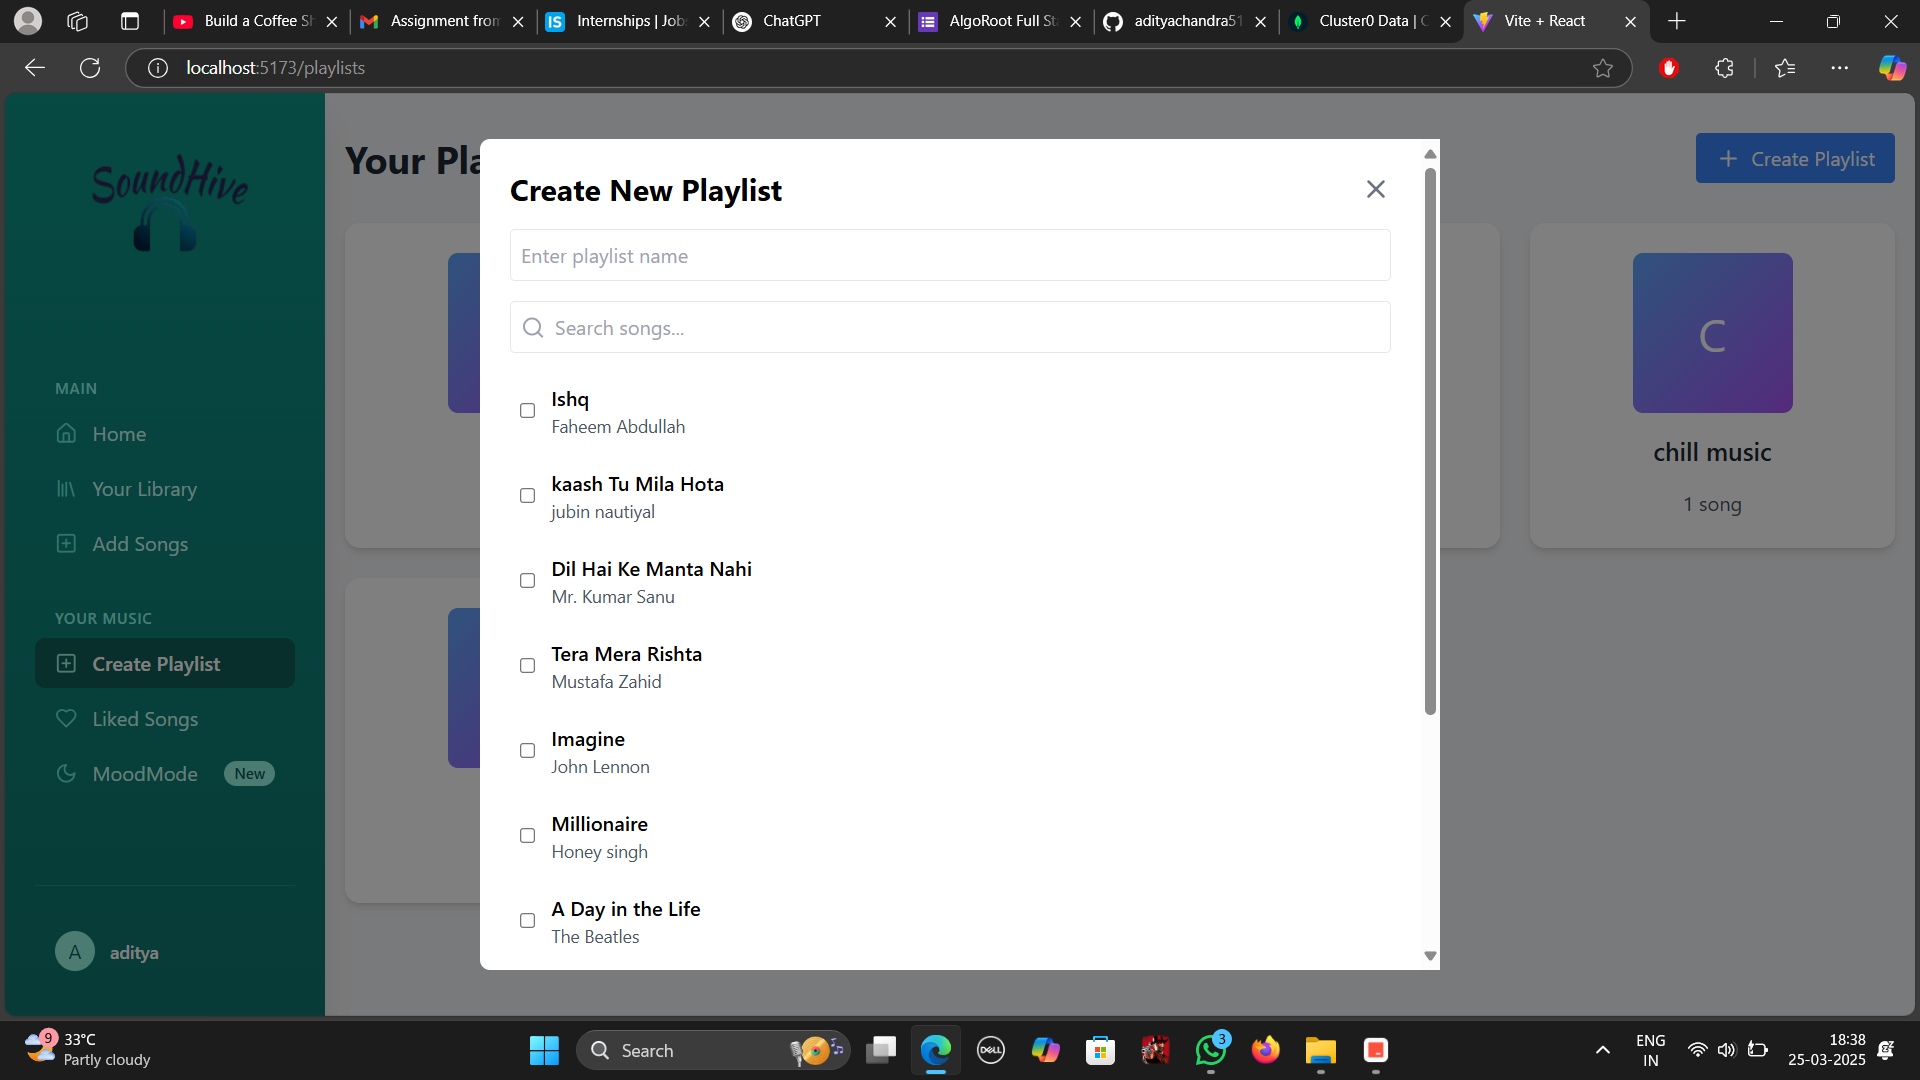 Build a Coffee Sh
Assignment from
Internships | Job
ChatGPT
AlgoRoot Full Sta
adityachandra51
Cluster0 Data | C
Vite + React
localhost:5173/playlists
SoundHive
MAIN
Home
Your Library
Add Songs
YOUR MUSIC
Create Playlist
Liked Songs
MoodMode New
A aditya
Your Pla
Create Playlist
Create New Playlist
Enter playlist name
Search songs...
Ishq
Faheem Abdullah
kaash Tu Mila Hota
jubin nautiyal
Dil Hai Ke Manta Nahi
Mr. Kumar Sanu
Tera Mera Rishta
Mustafa Zahid
Imagine
John Lennon
Millionaire
Honey singh
A Day in the Life
The Beatles
C
chill music
1 song
9
33°C
Partly cloudy
Search
DELL
3
ENG
IN
18:38
25-03-2025